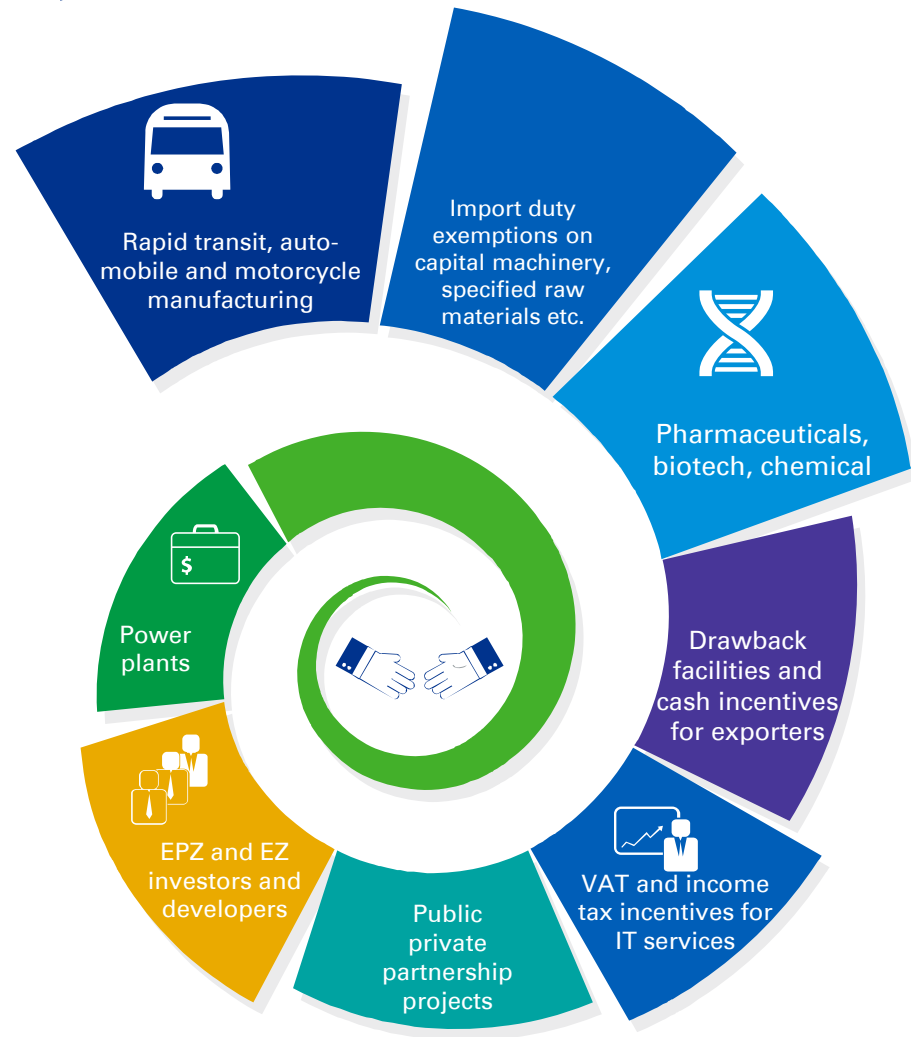 Rapid transit, auto-
mobile and motorcycle
manufacturing
Import duty
exemptions on
capital machinery,
specified raw
materials etc.
Pharmaceuticals,
biotech, chemical
Drawback
facilities and
cash incentives
for exporters
VAT and income
tax incentives for
IT services
Public
private
partnership
projects
EPZ and EZ
investors and
developers
$
Power
plants